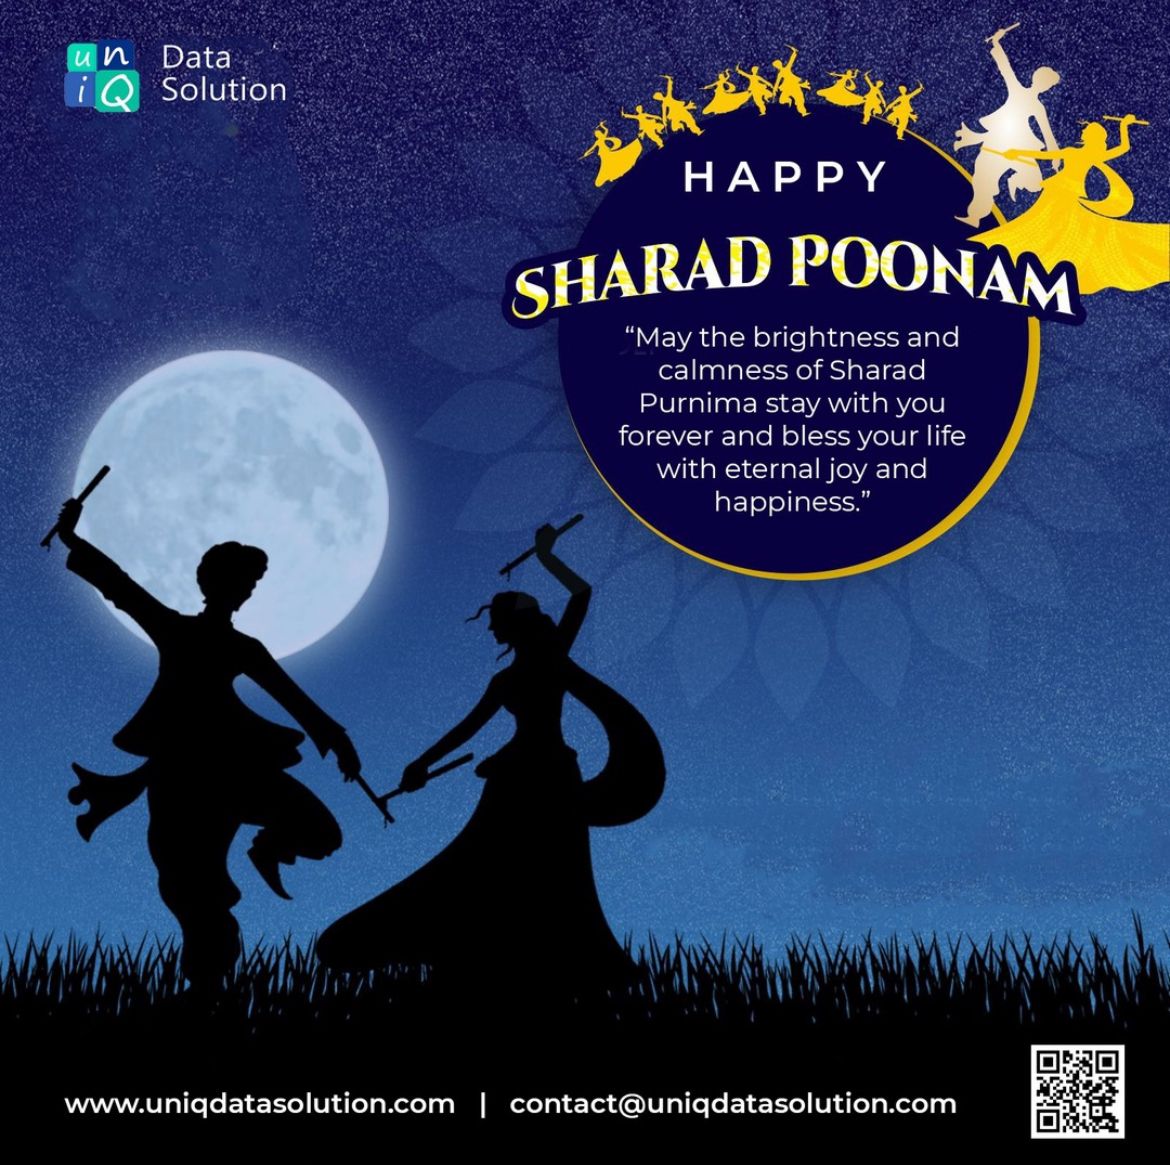 un
iQ
Data
Solution
HAPPY
SHARAD POONAM
“May the brightness and
calmness of Sharad
Purnima stay with you
forever and bless your life
with eternal joy and
happiness.”
www.uniqdatasolution.com | contact@uniqdatasolution.com